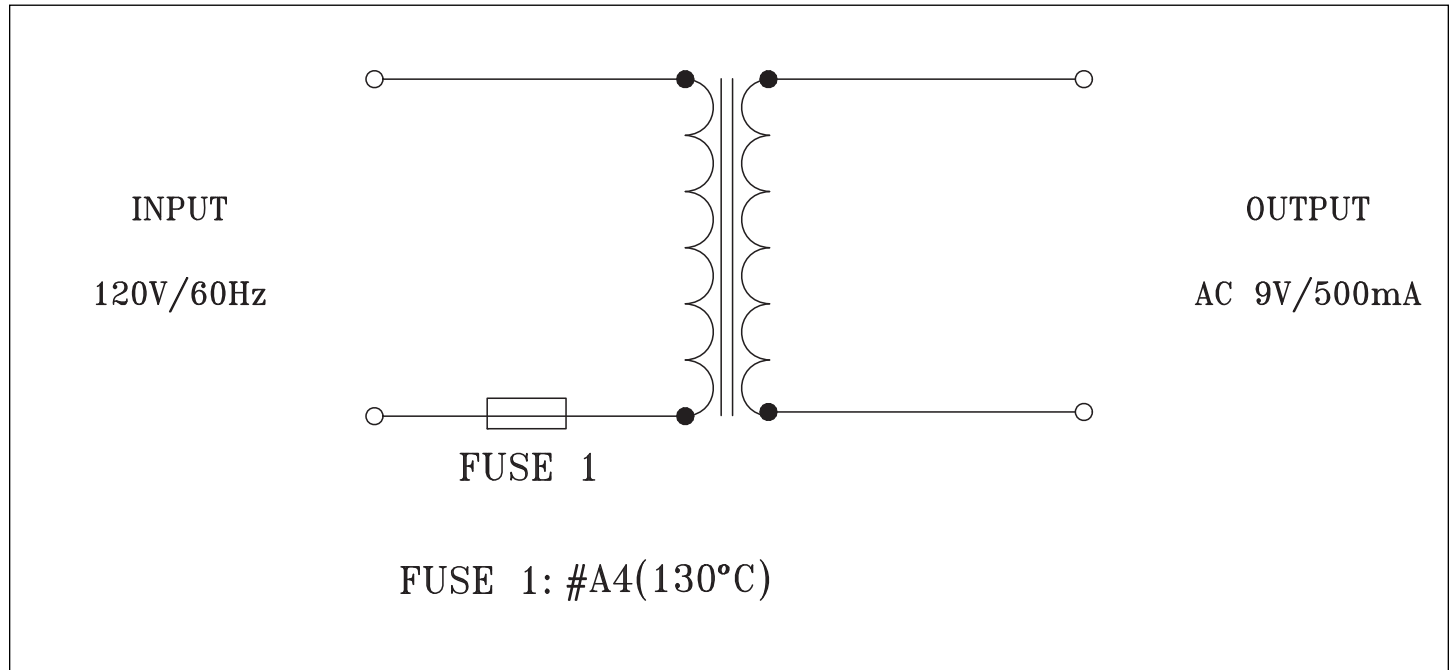 INPUT
120V/60Hz
OUTPUT
AC 9V/500mA
FUSE 1
FUSE 1: #A4(130°C)